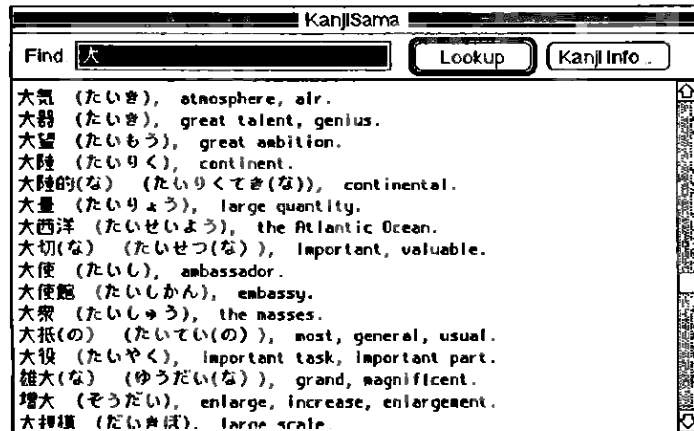 KanjiSama
Find 大 Lookup Kanji Info...
大気 (たいき), atmosphere, air.
大器 (たいき), great talent, genius.
大望 (たいもう), great ambition.
大陸 (たいりく), continent.
大陸的(な) (たいりくてき(な)), continental.
大量 (たいりょう), large quantity.
大西洋 (たいせいよう), the Atlantic Ocean.
大切(な) (たいせつ(な)), important, valuable.
大使 (たいし), ambassador.
大使館 (たいしかん), embassy.
大衆 (たいしゅう), the masses.
大抵(の) (たいてい(の)), most, general, usual.
大役 (たいやく), important task, important part.
雄大(な) (ゆうだい(な)), grand, magnificent.
増大 (ぞうだい), enlarge, increase, enlargement.
大規模 (だいきぼ), large scale.